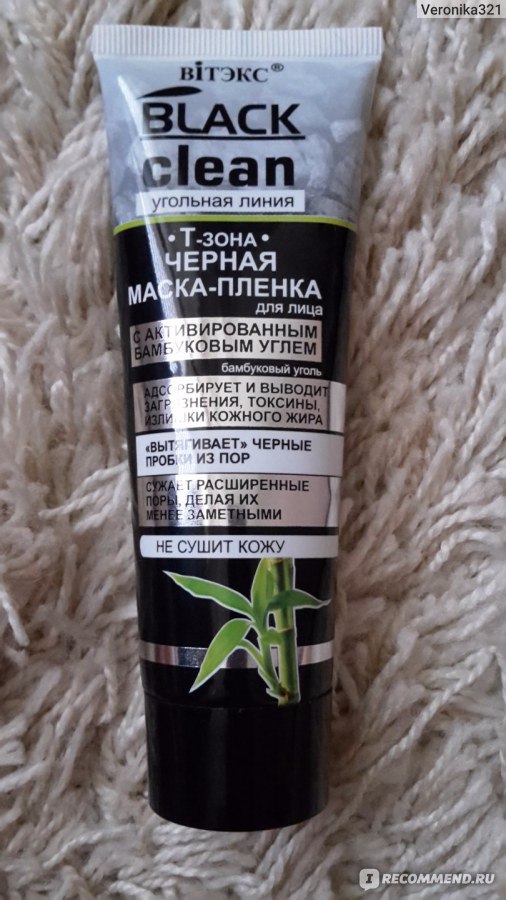 Veronika321
ВІТЭКС®
BLACK
clean
угольная линия
• Т-ЗОНА •
ЧЕРНАЯ
МАСКА-ПЛЕНКА
для лица
С АКТИВИРОВАННЫМ
БАМБУКОВЫМ УГЛЕМ
бамбуковый уголь
АДСОРБИРУЕТ И ВЫВОДИТ
ЗАГРЯЗНЕНИЯ, ТОКСИНЫ,
ИЗЛИШКИ КОЖНОГО ЖИРА
«ВЫТЯГИВАЕТ» ЧЕРНЫЕ
ПРОБКИ ИЗ ПОР
СУЖАЕТ РАСШИРЕННЫЕ
ПОРЫ, ДЕЛАЯ ИХ
МЕНЕЕ ЗАМЕТНЫМИ
НЕ СУШИТ КОЖУ
IRECOMMEND.RU